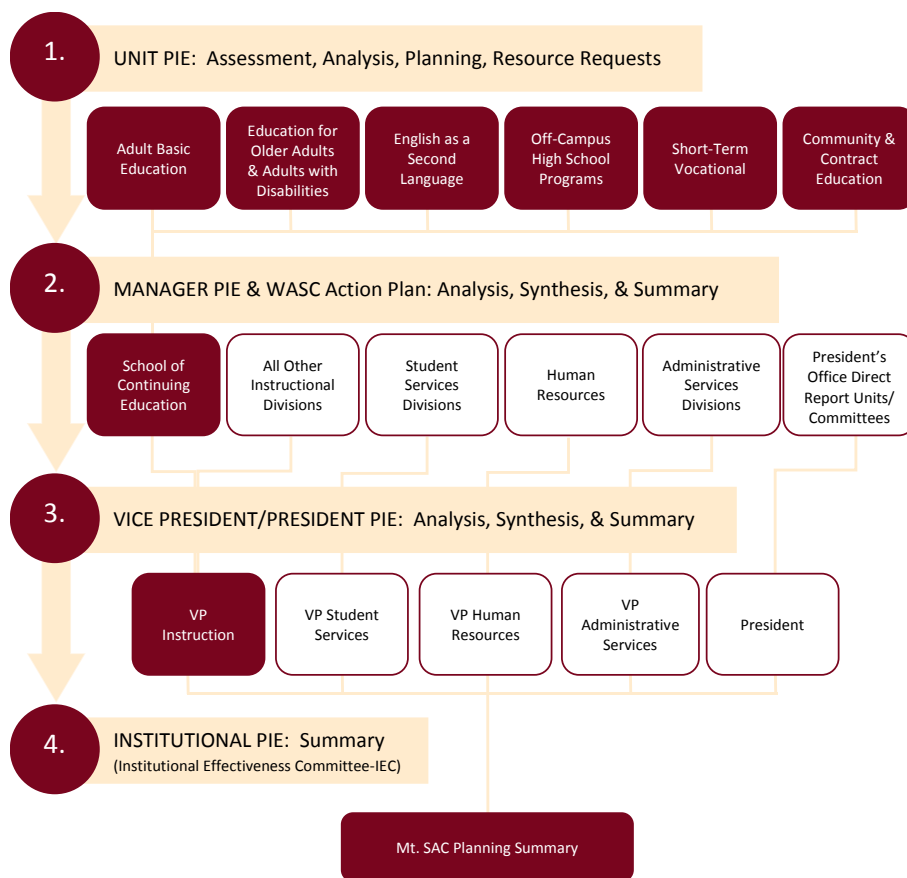 1.
UNIT PIE:  Assessment, Analysis, Planning, Resource Requests
Adult Basic
Education
Education for
Older Adults
& Adults with
Disabilities
English as a
Second
Language
Off-Campus
High School
Programs
Short-Term
Vocational
Community &
Contract
Education
2.
MANAGER PIE & WASC Action Plan: Analysis, Synthesis, & Summary
School of
Continuing
Education
All Other
Instructional
Divisions
Student
Services
Divisions
Human
Resources
Administrative
Services
Divisions
President's
Office Direct
Report Units/
Committees
3.
VICE PRESIDENT/PRESIDENT PIE:  Analysis, Synthesis, & Summary
VP
Instruction
VP Student
Services
VP Human
Resources
VP
Administrative
Services
President
4.
INSTITUTIONAL PIE:  Summary
(Institutional Effectiveness Committee-IEC)
Mt. SAC Planning Summary